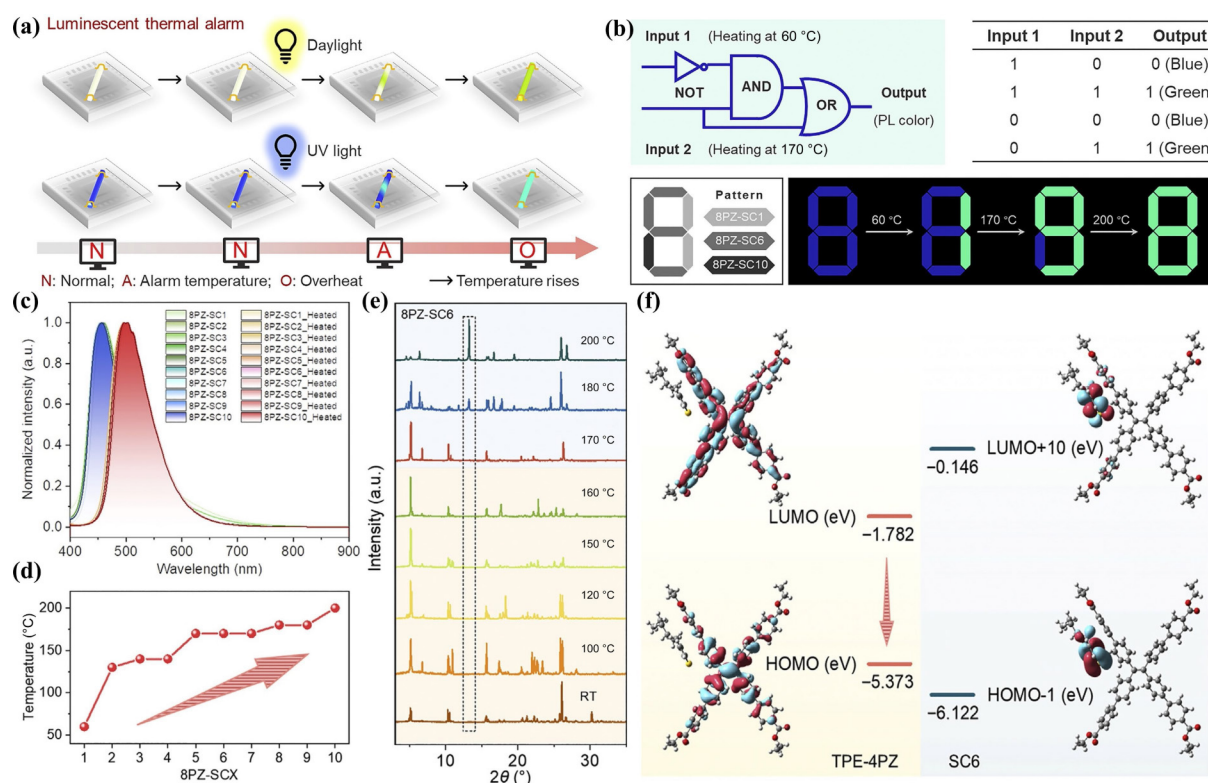 (a) Luminescent thermal alarm
Daylight
UV light
N N A O
N: Normal; A: Alarm temperature; O: Overheat → Temperature rises
(b)
Input 1 (Heating at 60 °C)
NOT
AND
OR
Output
(PL color)
Input 2 (Heating at 170 °C)
Input 1 Input 2 Output
1 0 0 (Blue)
1 1 1 (Green
0 0 0 (Blue)
0 1 1 (Green
Pattern
8PZ-SC1
8PZ-SC6
8PZ-SC10
60 °C
170 °C
200 °C
(c)
Normalized intensity (a.u.)
1.0
0.8
0.6
0.4
0.2
0.0
400 500 600 700 800 900
Wavelength (nm)
8PZ-SC1 8PZ-SC1_Heated
8PZ-SC2 8PZ-SC2_Heated
8PZ-SC3 8PZ-SC3_Heated
8PZ-SC4 8PZ-SC4_Heated
8PZ-SC5 8PZ-SC5_Heated
8PZ-SC6 8PZ-SC6_Heated
8PZ-SC7 8PZ-SC7_Heated
8PZ-SC8 8PZ-SC8_Heated
8PZ-SC9 8PZ-SC9_Heated
8PZ-SC10 8PZ-SC10_Heated
(d)
Temperature (°C)
200
150
100
50
1 2 3 4 5 6 7 8 9 10
8PZ-SCX
(e)
8PZ-SC6
Intensity (a.u.)
200 °C
180 °C
170 °C
160 °C
150 °C
120 °C
100 °C
RT
10 20 30
2θ (°)
(f)
LUMO (eV)
−1.782
HOMO (eV)
−5.373
TPE-4PZ
LUMO+10 (eV)
−0.146
HOMO-1 (eV)
−6.122
SC6